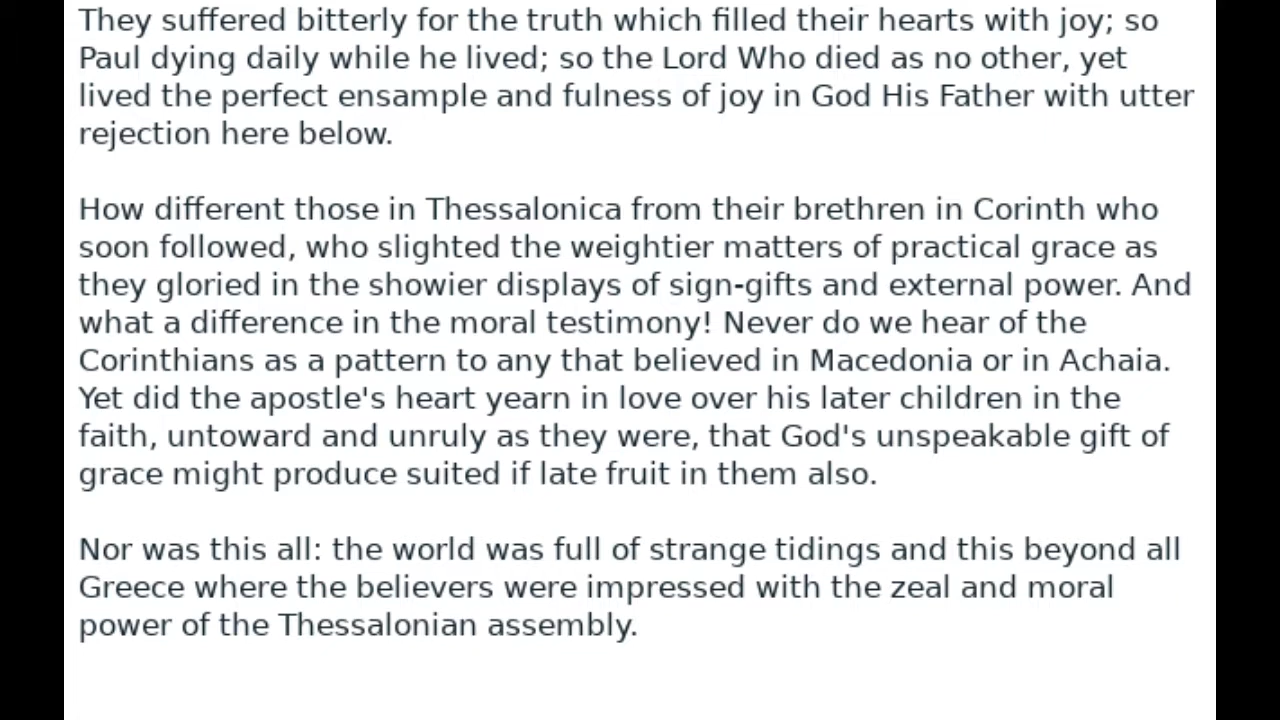 They suffered bitterly for the truth which filled their hearts with joy; so
Paul dying daily while he lived; so the Lord Who died as no other, yet
lived the perfect ensample and fulness of joy in God His Father with utter
rejection here below.
How different those in Thessalonica from their brethren in Corinth who
soon followed, who slighted the weightier matters of practical grace as
they gloried in the showier displays of sign-gifts and external power. And
what a difference in the moral testimony! Never do we hear of the
Corinthians as a pattern to any that believed in Macedonia or in Achaia.
Yet did the apostle's heart yearn in love over his later children in the
faith, untoward and unruly as they were, that God's unspeakable gift of
grace might produce suited if late fruit in them also.
Nor was this all: the world was full of strange tidings and this beyond all
Greece where the believers were impressed with the zeal and moral
power of the Thessalonian assembly.